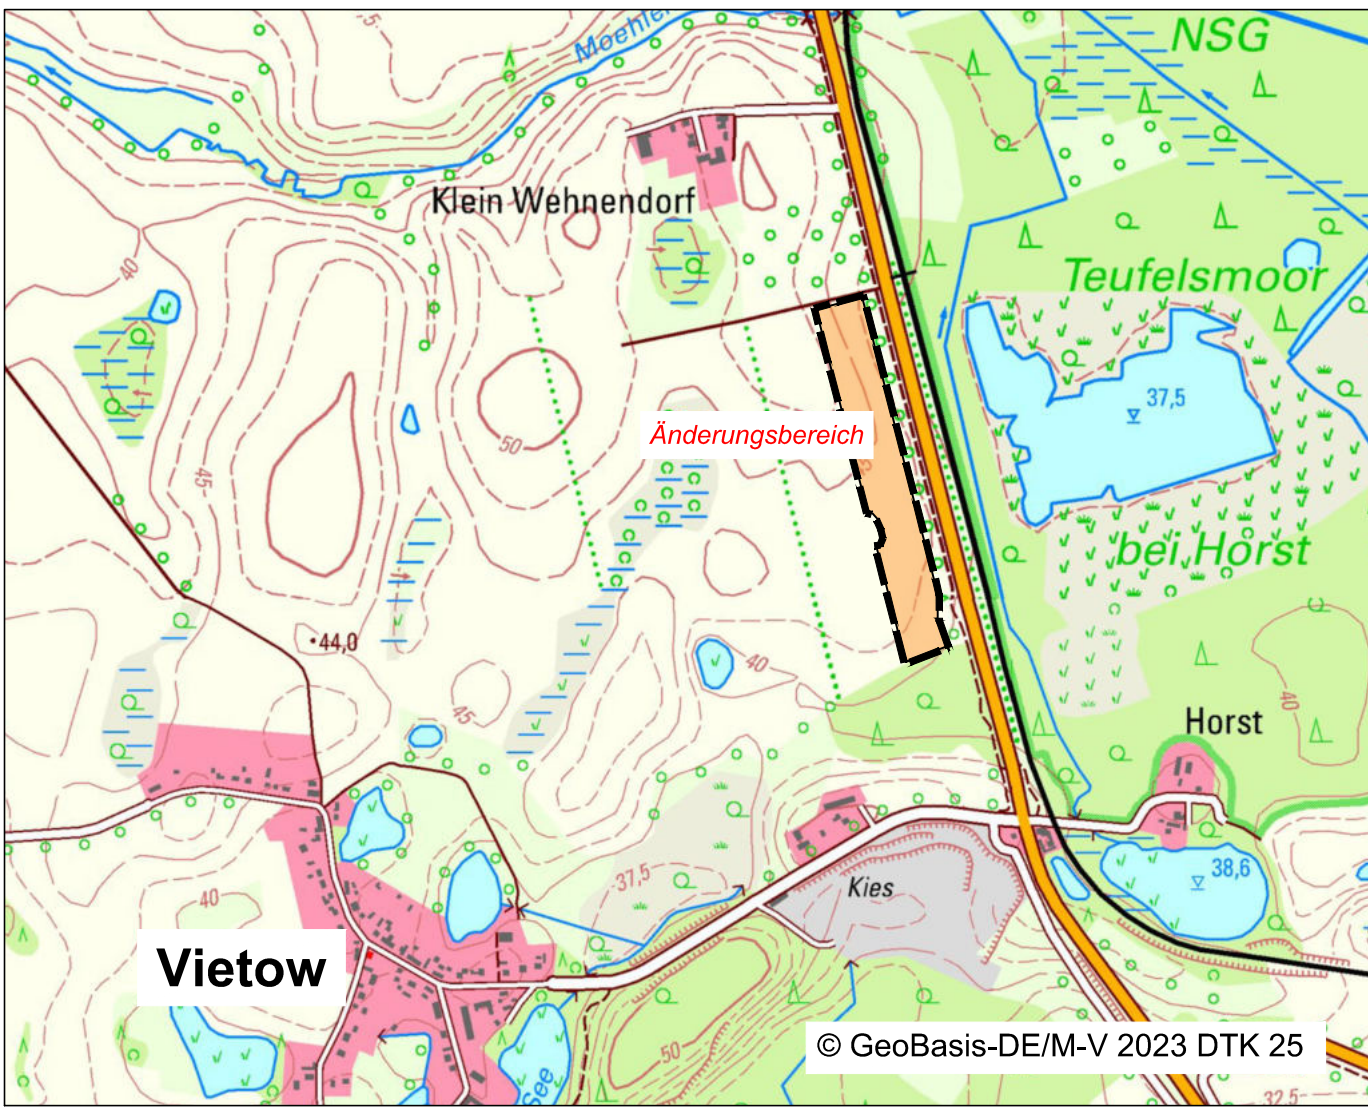 Moehle
NSG
Klein Wehnendorf
40
Teufelsmoor
37,5
Änderungsbereich
50
45
bei Horst
44,0
40
45
40
Horst
37,5
38,6
40
Kies
Vietow
50
© GeoBasis-DE/M-V 2023 DTK 25
See
32,5